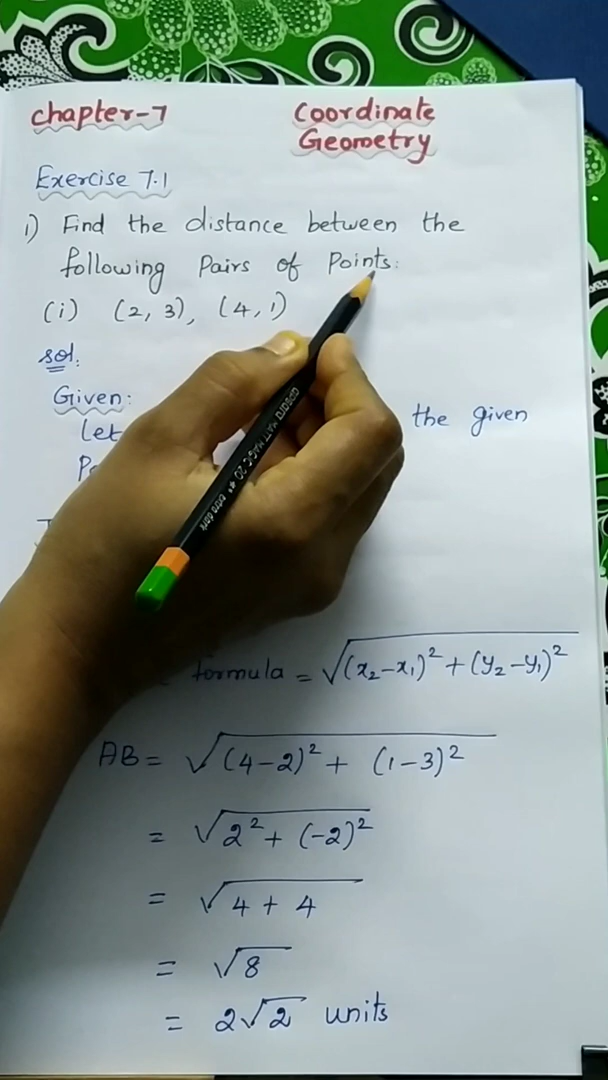 Chapter-7 Coordinate
Geometry
Exercise 7.1
1) Find the distance between the
following Pairs of Points:
(i) (2, 3), (4, 1)
sol:
Given:
Let the given
formula = √(x₂-x₁)² + (y₂-y₁)²
AB = √(4-2)² + (1-3)²
= √2² + (-2)²
= √4 + 4
= √8
= 2√2 units